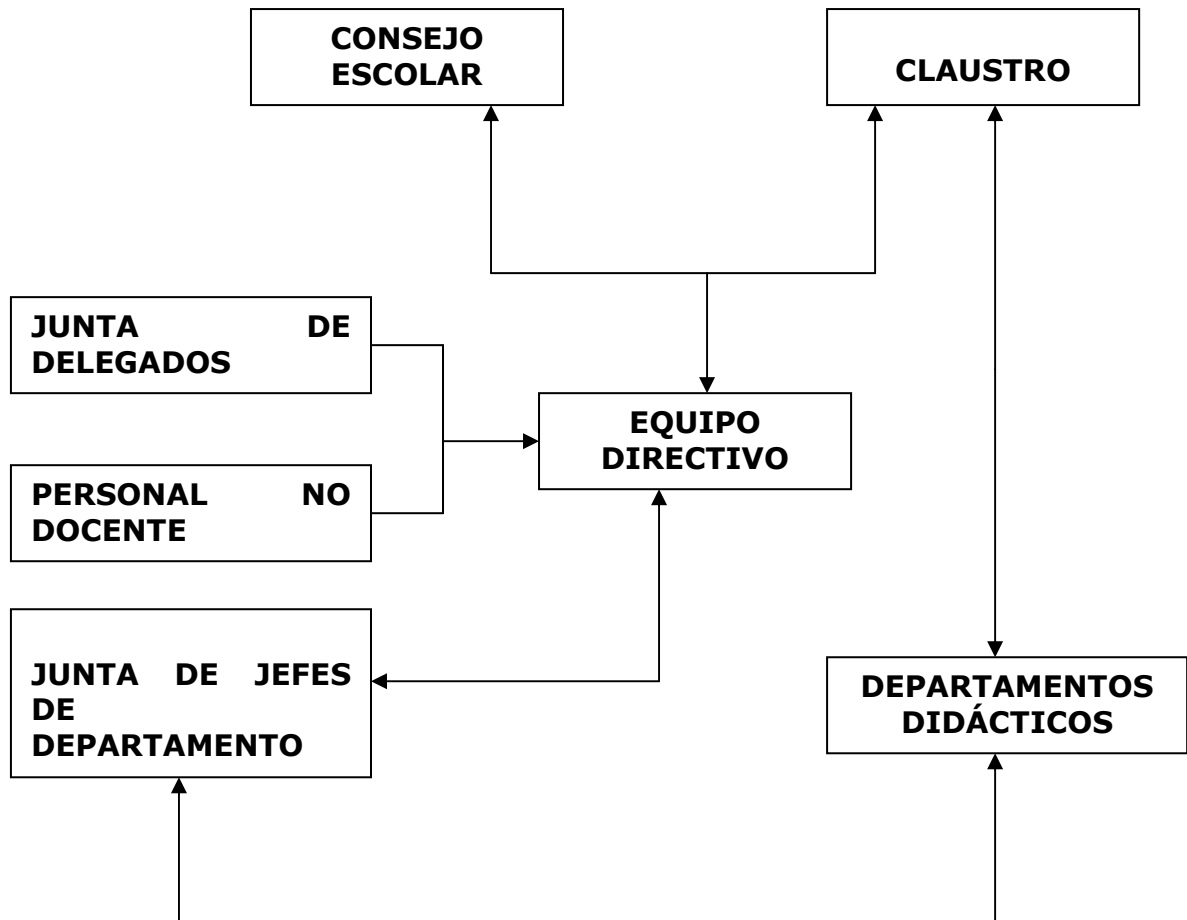 CONSEJO
ESCOLAR
CLAUSTRO
JUNTA DE
DELEGADOS
EQUIPO
DIRECTIVO
PERSONAL NO
DOCENTE
JUNTA DE JEFES
DE
DEPARTAMENTO
DEPARTAMENTOS
DIDÁCTICOS